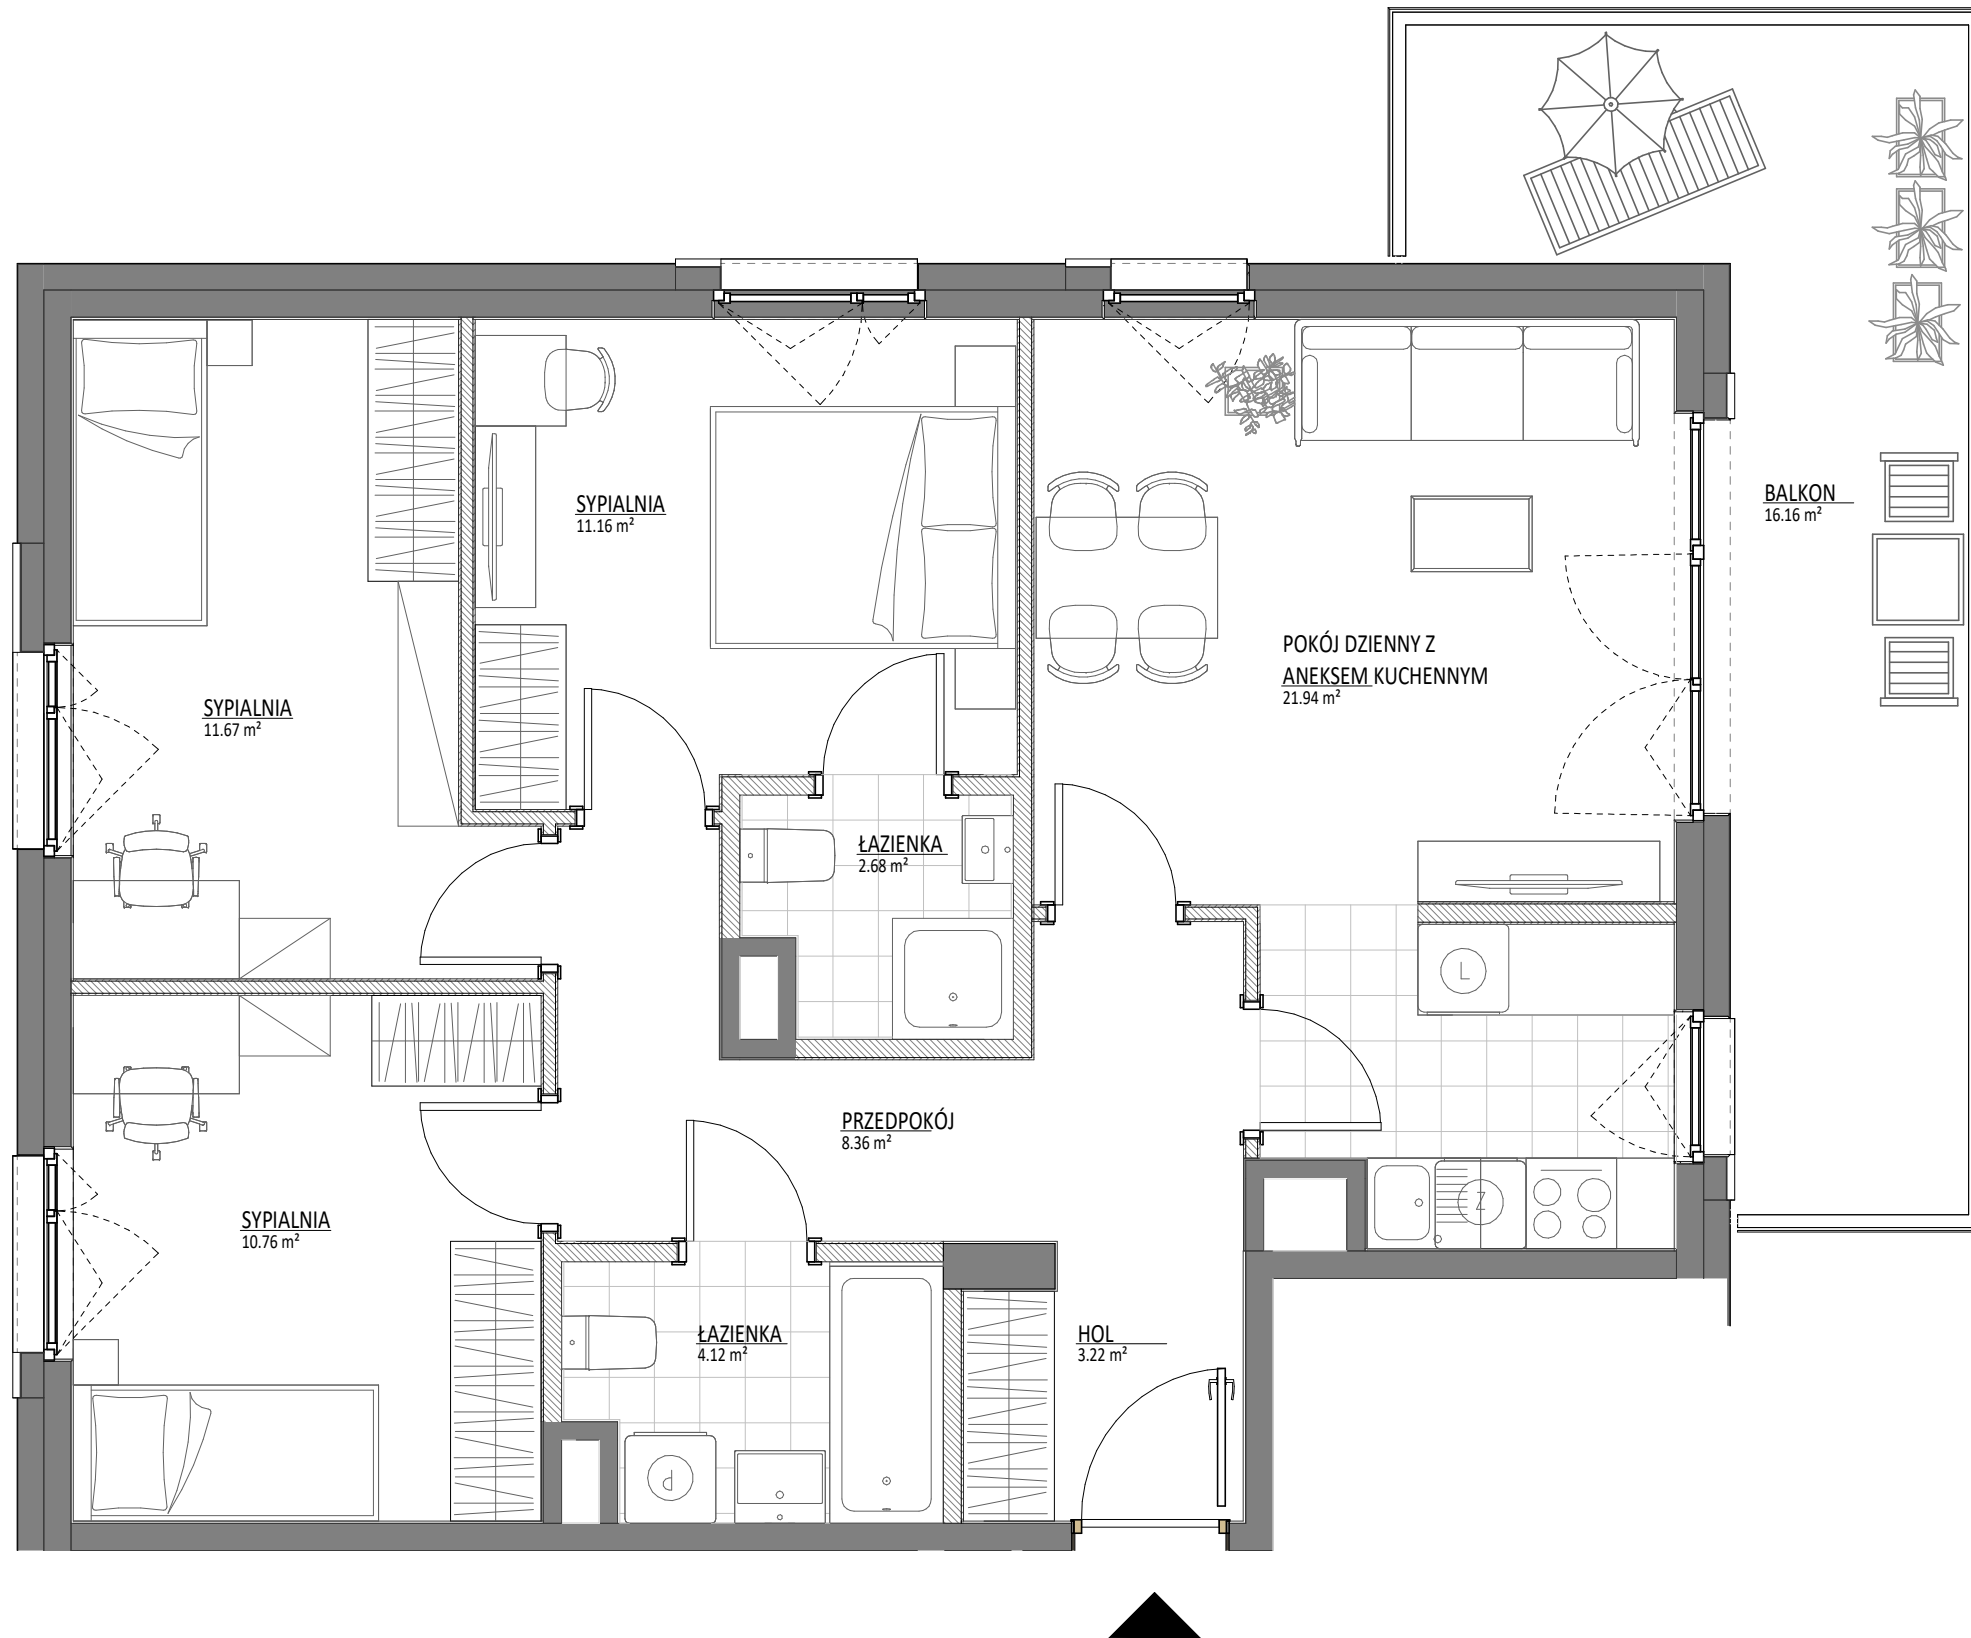 BALKON
16.16 m²
SYPIALNIA
11.16 m²
POKÓJ DZIENNY Z
ANEKSEM KUCHENNYM
21.94 m²
SYPIALNIA
11.67 m²
ŁAZIENKA
2.68 m²
L
PRZEDPOKÓJ
8.36 m²
Z
SYPIALNIA
10.76 m²
ŁAZIENKA
4.12 m²
HOL
3.22 m²
P